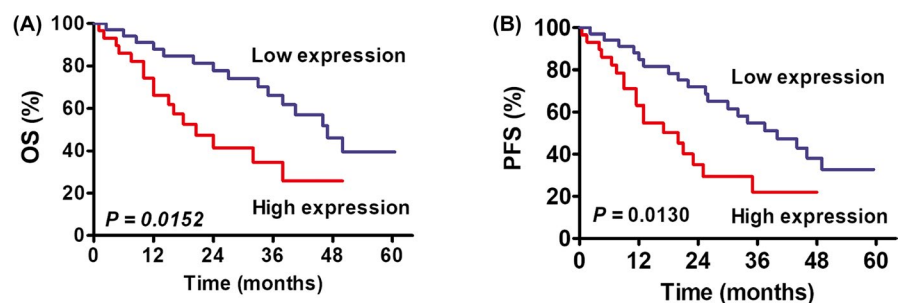 (A)
OS (%)
100
80
60
40
20
0
Low expression
High expression
P = 0.0152
0 12 24 36 48 60
Time (months)
(B)
PFS (%)
100
80
60
40
20
0
Low expression
High expression
P = 0.0130
0 12 24 36 48 60
Time (months)